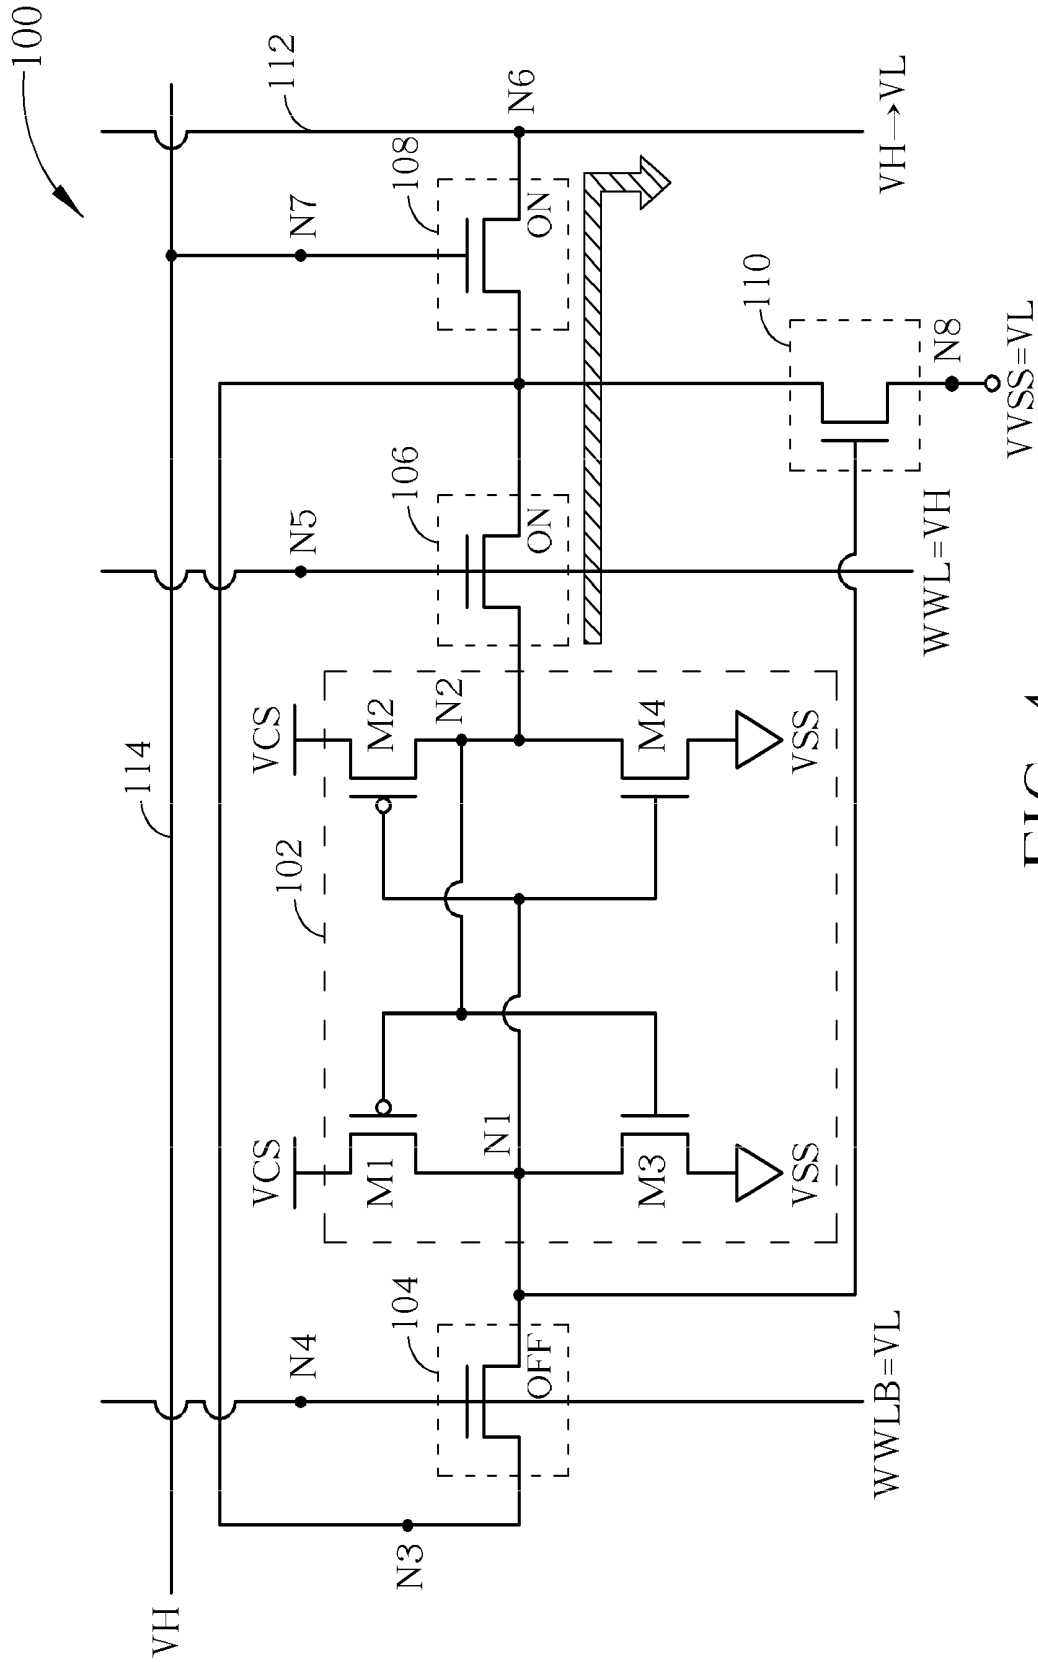 100
114
VH
112
VCS
VCS
102
N4
N5
N7
M1
M2
N3
104
106
108
N2
N1
N6
OFF
ON
ON
M3
M4
110
VSS
VSS
WWLB=VL
VH→VL
WWL=VH
N8
VVSS=VL
FIG